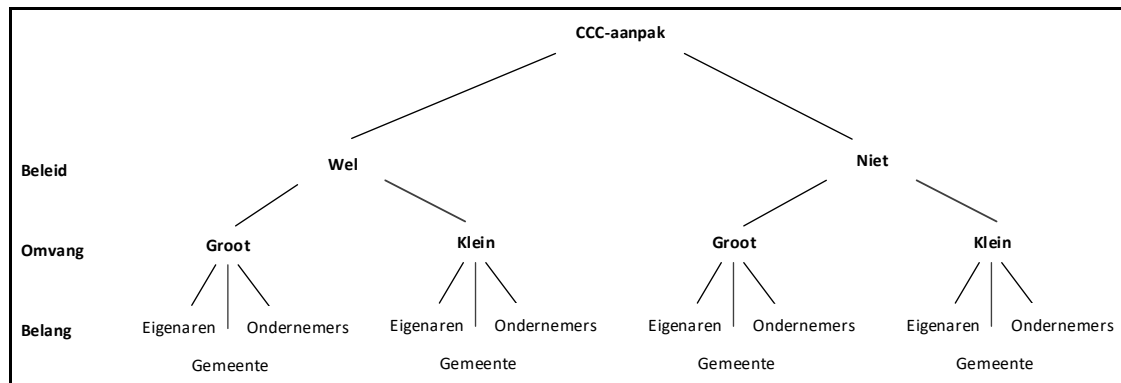 CCC-aanpak
Beleid Wel Niet
Omvang Groot Klein Groot Klein
Belang Eigenaren Ondernemers Eigenaren Ondernemers Eigenaren Ondernemers Eigenaren Ondernemers
Gemeente Gemeente Gemeente Gemeente